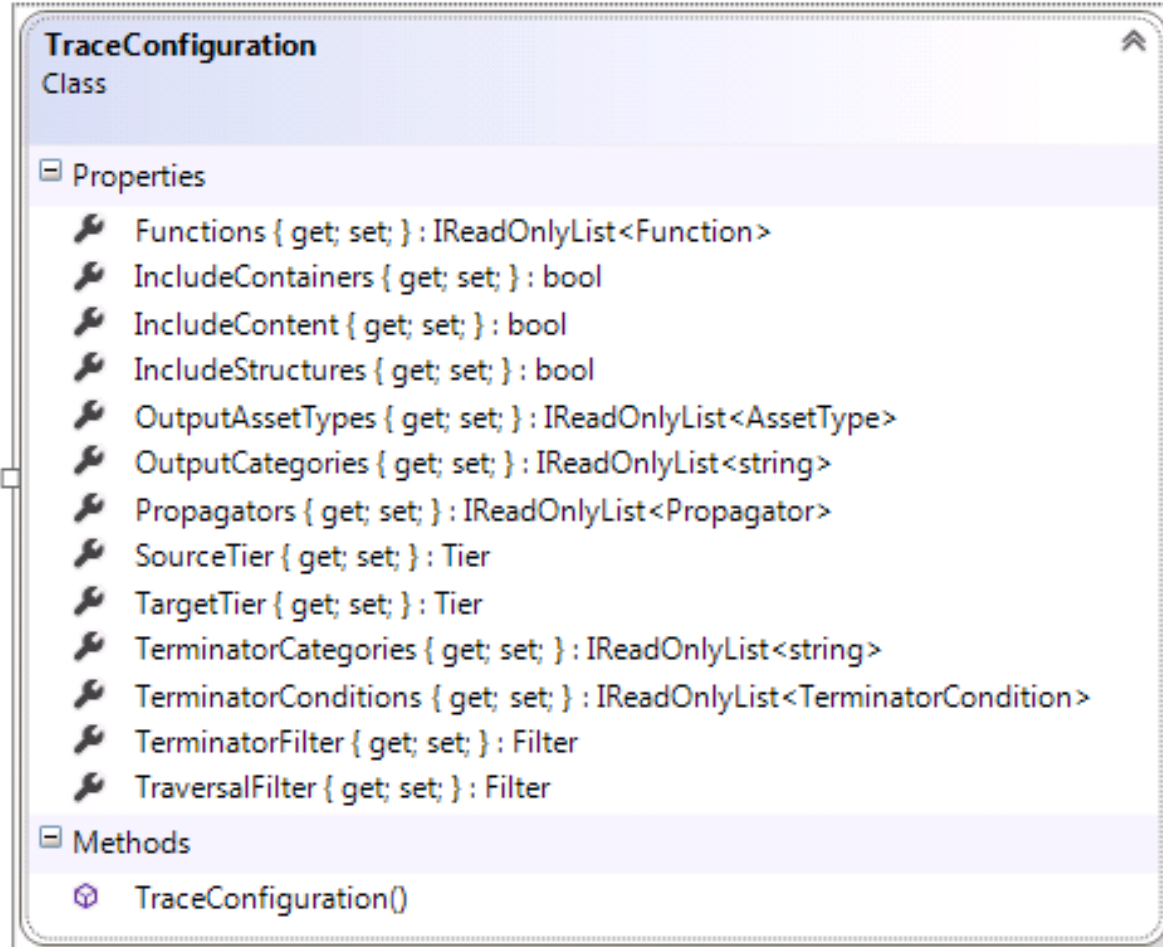 TraceConfiguration
Class
Properties
Functions { get; set; } : IReadOnlyList<Function>
IncludeContainers { get; set; } : bool
IncludeContent { get; set; } : bool
IncludeStructures { get; set; } : bool
OutputAssetTypes { get; set; } : IReadOnlyList<AssetType>
OutputCategories { get; set; } : IReadOnlyList<string>
Propagators { get; set; } : IReadOnlyList<Propagator>
SourceTier { get; set; } : Tier
TargetTier { get; set; } : Tier
TerminatorCategories { get; set; } : IReadOnlyList<string>
TerminatorConditions { get; set; } : IReadOnlyList<TerminatorCondition>
TerminatorFilter { get; set; } : Filter
TraversalFilter { get; set; } : Filter
Methods
TraceConfiguration()